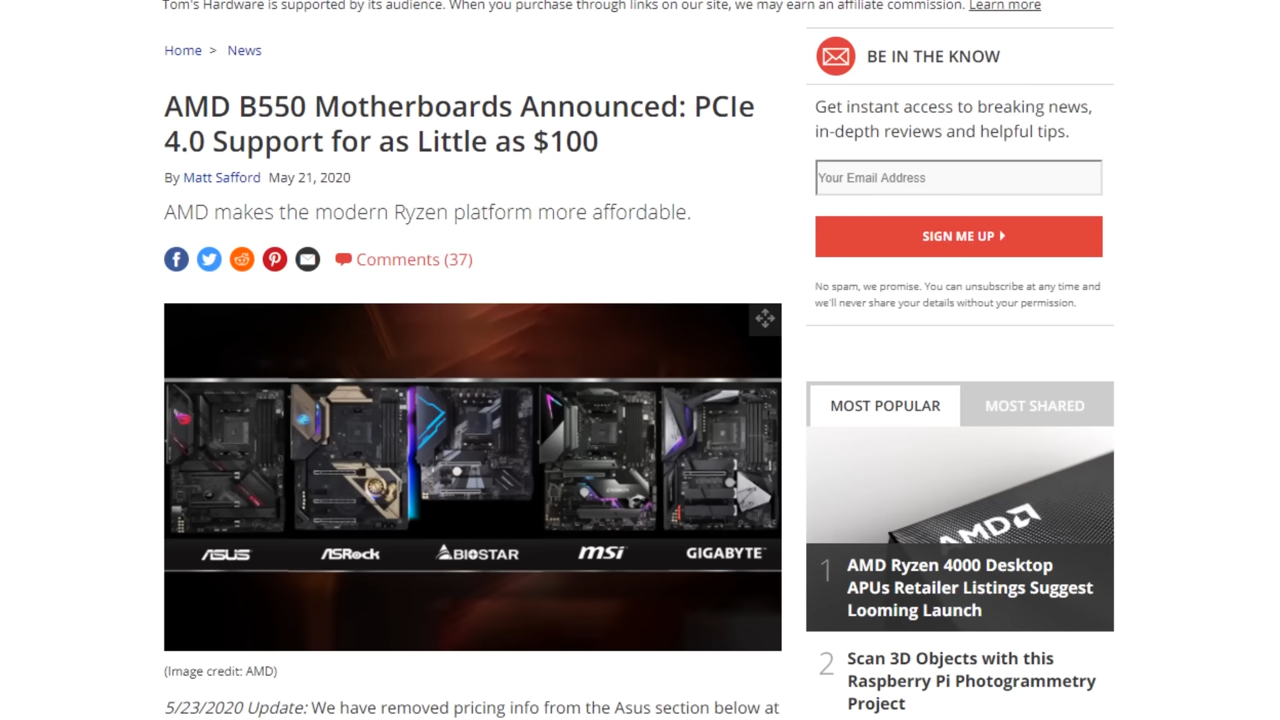 Tom's Hardware is supported by its audience. When you purchase through links on our site, we may earn an affiliate commission. Learn more
Home > News
AMD B550 Motherboards Announced: PCIe
4.0 Support for as Little as $100
By Matt Safford May 21, 2020
AMD makes the modern Ryzen platform more affordable.
Comments (37)
ASUS ASRock BIOSTAR msi GIGABYTE
(Image credit: AMD)
5/23/2020 Update: We have removed pricing info from the Asus section below at
BE IN THE KNOW
Get instant access to breaking news,
in-depth reviews and helpful tips.
Your Email Address
SIGN ME UP
No spam, we promise. You can unsubscribe at any time and
we'll never share your details without your permission.
MOST POPULAR MOST SHARED
AMD
1 AMD Ryzen 4000 Desktop
APUs Retailer Listings Suggest
Looming Launch
2 Scan 3D Objects with this
Raspberry Pi Photogrammetry
Project